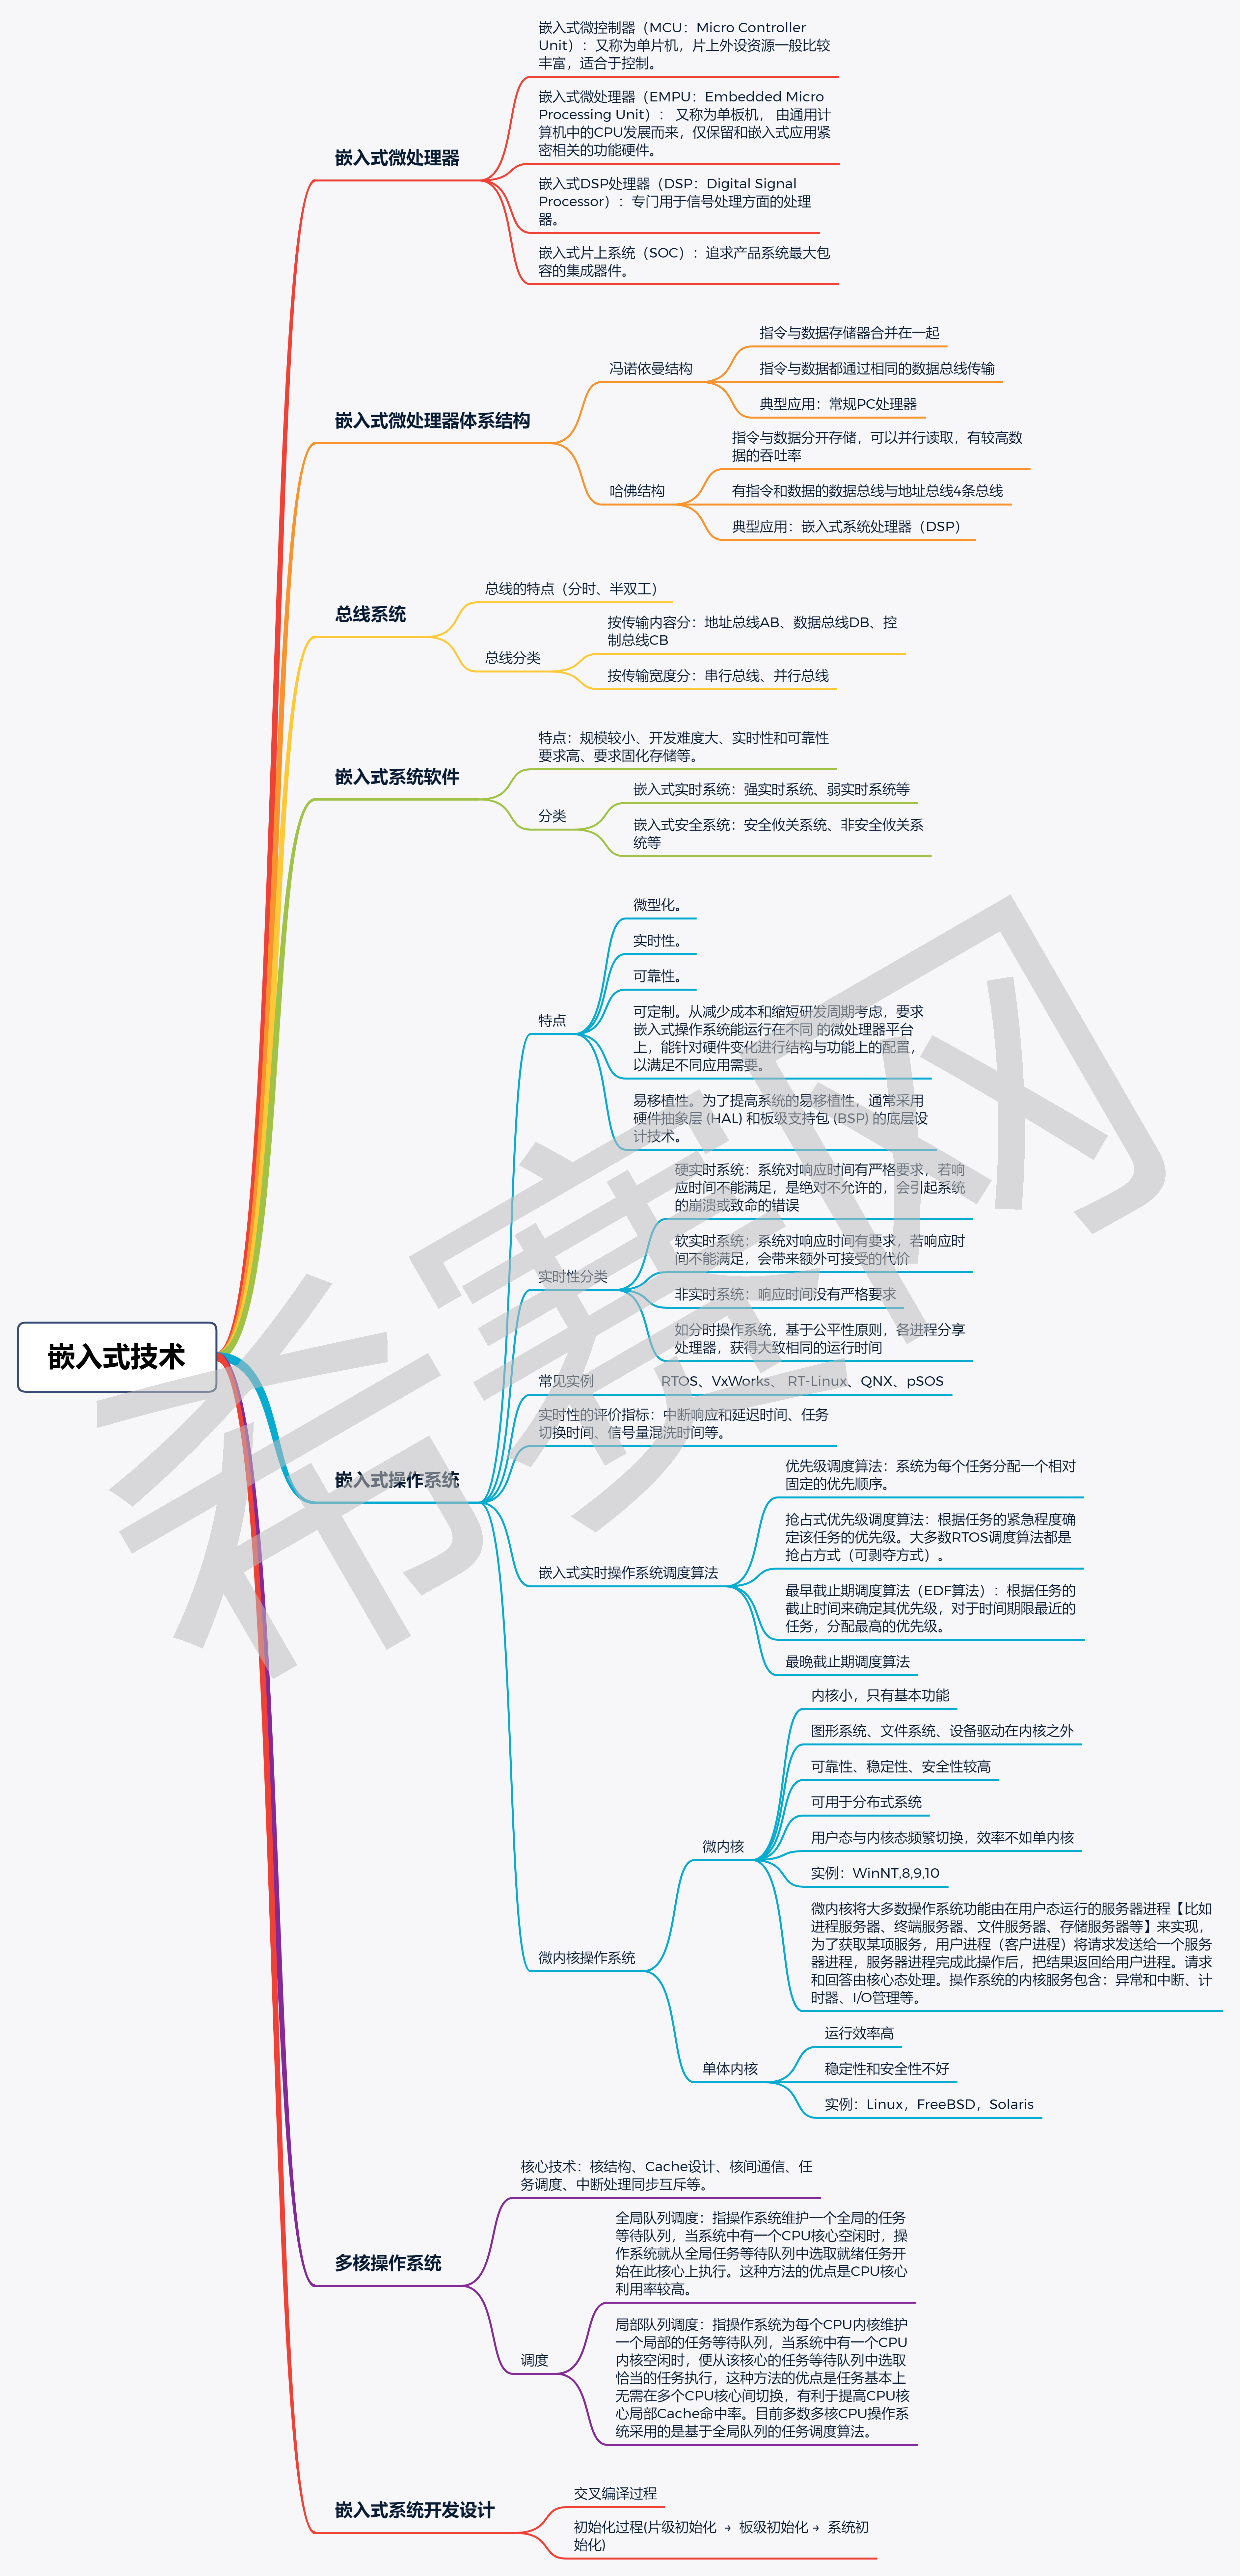 嵌入式技术
嵌入式微处理器
嵌入式微控制器（MCU：Micro Controller
Unit）：又称为单片机，片上外设资源一般比较
丰富，适合于控制。
嵌入式微处理器（EMPU：Embedded Micro
Processing Unit）： 又称为单板机， 由通用计
算机中的CPU发展而来，仅保留和嵌入式应用紧
密相关的功能硬件。
嵌入式DSP处理器（DSP：Digital Signal
Processor）：专门用于信号处理方面的处理
器。
嵌入式片上系统（SOC）：追求产品系统最大包
容的集成器件。
嵌入式微处理器体系结构
冯诺依曼结构
指令与数据存储器合并在一起
指令与数据都通过相同的数据总线传输
典型应用：常规PC处理器
哈佛结构
指令与数据分开存储，可以并行读取，有较高数
据的吞吐率
有指令和数据的数据总线与地址总线4条总线
典型应用：嵌入式系统处理器（DSP）
总线系统
总线的特点（分时、半双工）
总线分类
按传输内容分：地址总线AB、数据总线DB、控
制总线CB
按传输宽度分：串行总线、并行总线
嵌入式系统软件
特点：规模较小、开发难度大、实时性和可靠性
要求高、要求固化存储等。
分类
嵌入式实时系统：强实时系统、弱实时系统等
嵌入式安全系统：安全攸关系统、非安全攸关系
统等
嵌入式操作系统
特点
微型化。
实时性。
可靠性。
可定制。从减少成本和缩短研发周期考虑，要求
嵌入式操作系统能运行在不同 的微处理器平台
上，能针对硬件变化进行结构与功能上的配置，
以满足不同应用需要。
易移植性。为了提高系统的易移植性，通常采用
硬件抽象层 (HAL) 和板级支持包 (BSP) 的底层设
计技术。
实时性分类
硬实时系统：系统对响应时间有严格要求，若响
应时间不能满足，是绝对不允许的，会引起系统
的崩溃或致命的错误
软实时系统：系统对响应时间有要求，若响应时
间不能满足，会带来额外可接受的代价
非实时系统：响应时间没有严格要求
如分时操作系统，基于公平性原则，各进程分享
处理器，获得大致相同的运行时间
常见实例
RTOS、VxWorks、 RT-Linux、QNX、pSOS
实时性的评价指标：中断响应和延迟时间、任务
切换时间、信号量混洗时间等。
嵌入式实时操作系统调度算法
优先级调度算法：系统为每个任务分配一个相对
固定的优先顺序。
抢占式优先级调度算法：根据任务的紧急程度确
定该任务的优先级。大多数RTOS调度算法都是
抢占方式（可剥夺方式）。
最早截止期调度算法（EDF算法）：根据任务的
截止时间来确定其优先级，对于时间期限最近的
任务，分配最高的优先级。
最晚截止期调度算法
微内核操作系统
微内核
内核小，只有基本功能
图形系统、文件系统、设备驱动在内核之外
可靠性、稳定性、安全性较高
可用于分布式系统
用户态与内核态频繁切换，效率不如单内核
实例：WinNT,8,9,10
微内核将大多数操作系统功能由在用户态运行的服务器进程【比如
进程服务器、终端服务器、文件服务器、存储服务器等】来实现，
为了获取某项服务，用户进程（客户进程）将请求发送给一个服务
器进程，服务器进程完成此操作后，把结果返回给用户进程。请求
和回答由核心态处理。操作系统的内核服务包含：异常和中断、计
时器、I/O管理等。
单体内核
运行效率高
稳定性和安全性不好
实例：Linux，FreeBSD，Solaris
多核操作系统
核心技术：核结构、Cache设计、核间通信、任
务调度、中断处理同步互斥等。
调度
全局队列调度：指操作系统维护一个全局的任务
等待队列，当系统中有一个CPU核心空闲时，操
作系统就从全局任务等待队列中选取就绪任务开
始在此核心上执行。这种方法的优点是CPU核心
利用率较高。
局部队列调度：指操作系统为每个CPU内核维护
一个局部的任务等待队列，当系统中有一个CPU
内核空闲时，便从该核心的任务等待队列中选取
恰当的任务执行，这种方法的优点是任务基本上
无需在多个CPU核心间切换，有利于提高CPU核
心局部Cache命中率。目前多数多核CPU操作系
统采用的是基于全局队列的任务调度算法。
嵌入式系统开发设计
交叉编译过程
初始化过程(片级初始化 → 板级初始化 → 系统初
始化)
希赛网